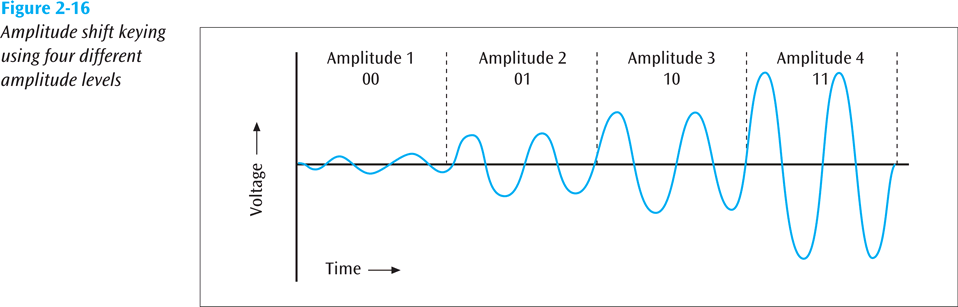 Figure 2-16
Amplitude shift keying
using four different
amplitude levels
Amplitude 1 Amplitude 2 Amplitude 3 Amplitude 4
00 01 10 11
Voltage
Time